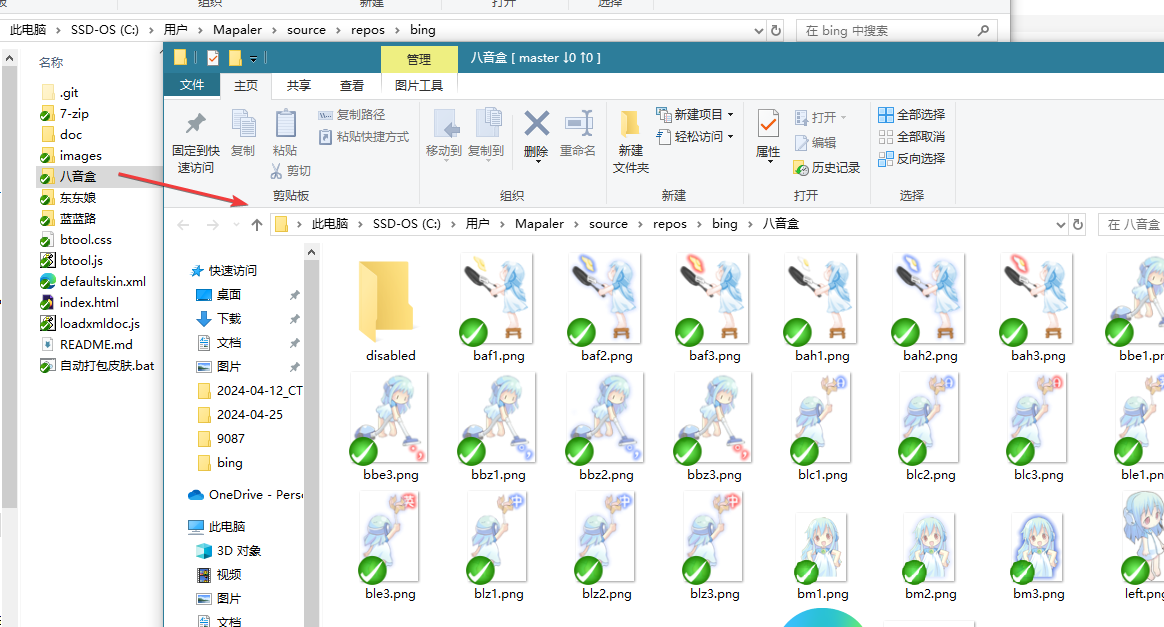 组织
新建
打开
选择
此电脑 › SSD-OS (C:) › 用户 › Mapaler › source › repos › bing
在 bing 中搜索
名称
.git
7-zip
doc
images
八音盒
东东娘
蓝蓝路
btool.css
btool.js
defaultskin.xml
index.html
loadxmldoc.js
README.md
自动打包皮肤.bat
管理
八音盒 [ master ↓0 ↑0 ]
文件
主页
共享
查看
图片工具
固定到快速访问
复制
粘贴
复制路径
粘贴快捷方式
剪切
剪贴板
移动到
复制到
删除
重命名
组织
新建
文件夹
新建项目
轻松访问
新建
属性
打开
编辑
历史记录
打开
全部选择
全部取消
反向选择
选择
此电脑 › SSD-OS (C:) › 用户 › Mapaler › source › repos › bing › 八音盒
在 八音盒
快速访问
桌面
下载
文档
图片
2024-04-12_CT
2024-04-25
9087
bing
OneDrive - Pers
此电脑
3D 对象
视频
图片
文档
disabled
baf1.png
baf2.png
baf3.png
bah1.png
bah2.png
bah3.png
bbe1.pn
bbe3.png
bbz1.png
bbz2.png
bbz3.png
blc1.png
blc2.png
blc3.png
ble1.pn
英
中
中
中
ble3.png
blz1.png
blz2.png
blz3.png
bm1.png
bm2.png
bm3.png
left.png